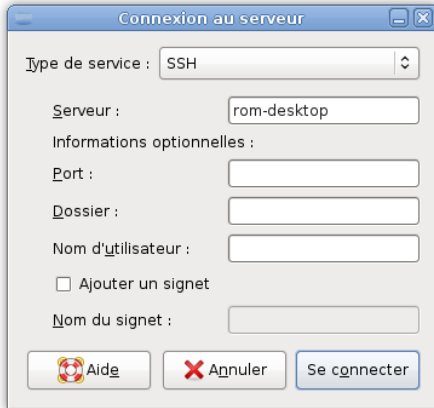 Connexion au serveur
Type de service : SSH
Serveur : rom-desktop
Informations optionnelles :
Port :
Dossier :
Nom d'utilisateur :
Ajouter un signet
Nom du signet :
Aide Annuler Se connecter